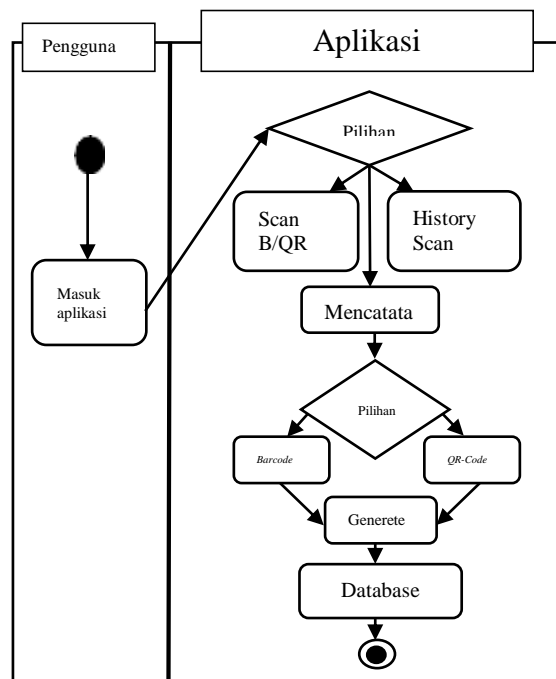 Pengguna
Aplikasi
Pilihan
Scan
B/QR
History
Scan
Masuk
aplikasi
Mencatata
Pilihan
Barcode
QR-Code
Generete
Database